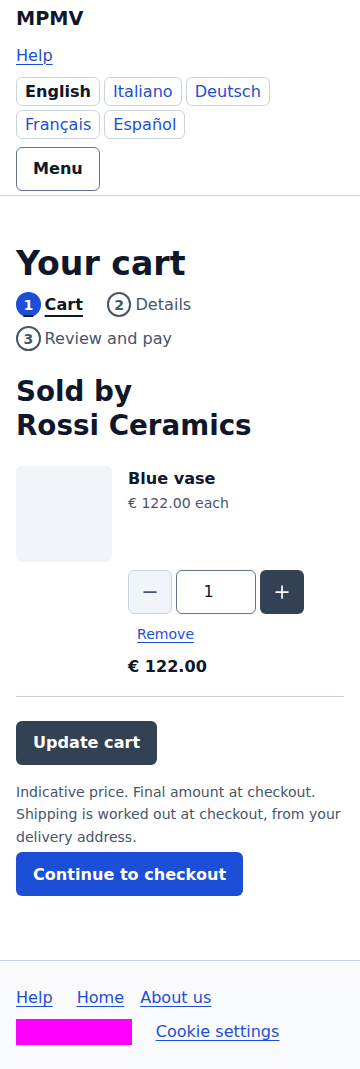 MPMV
Help
English Italiano Deutsch
Français Español
Menu
Your cart
1 Cart 2 Details
3 Review and pay
Sold by
Rossi Ceramics
Blue vase
€ 122.00 each
− 1 +
Remove
€ 122.00
Update cart
Indicative price. Final amount at checkout.
Shipping is worked out at checkout, from your
delivery address.
Continue to checkout
Help Home About us
Cookie settings